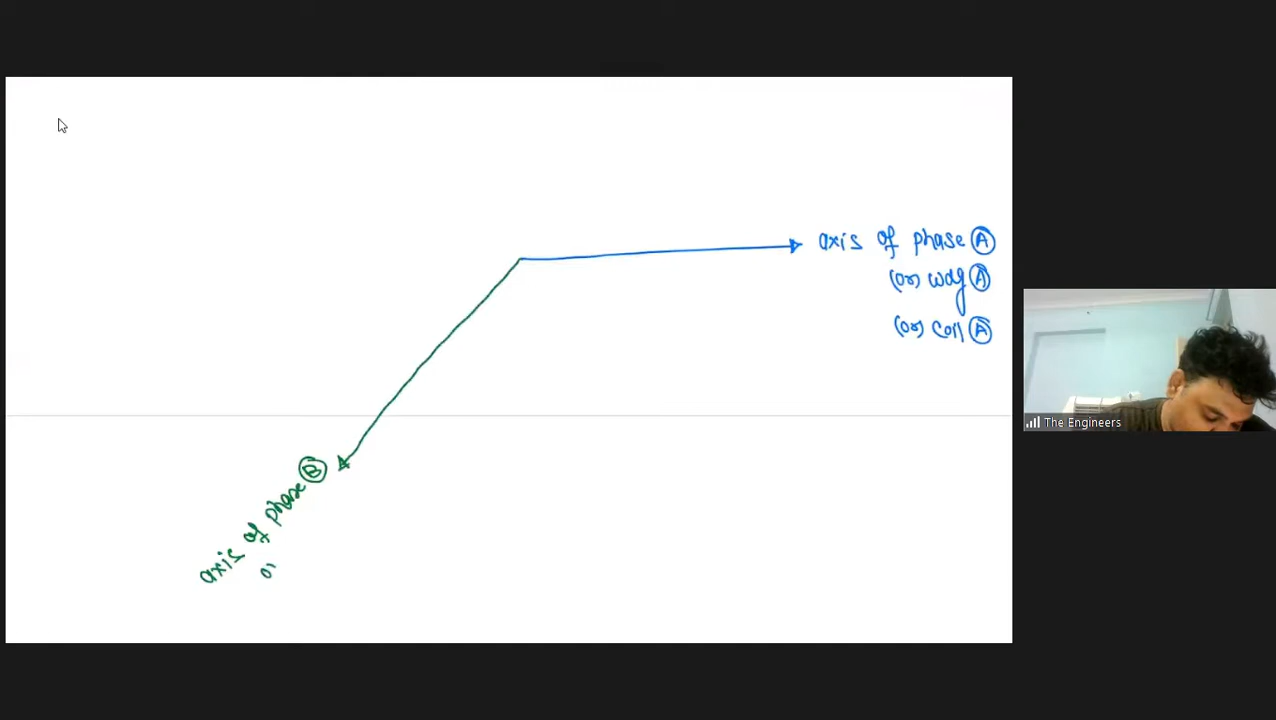 axis of phase A
(or) wdg A
(or) coil A
The Engineers
axis of phase B